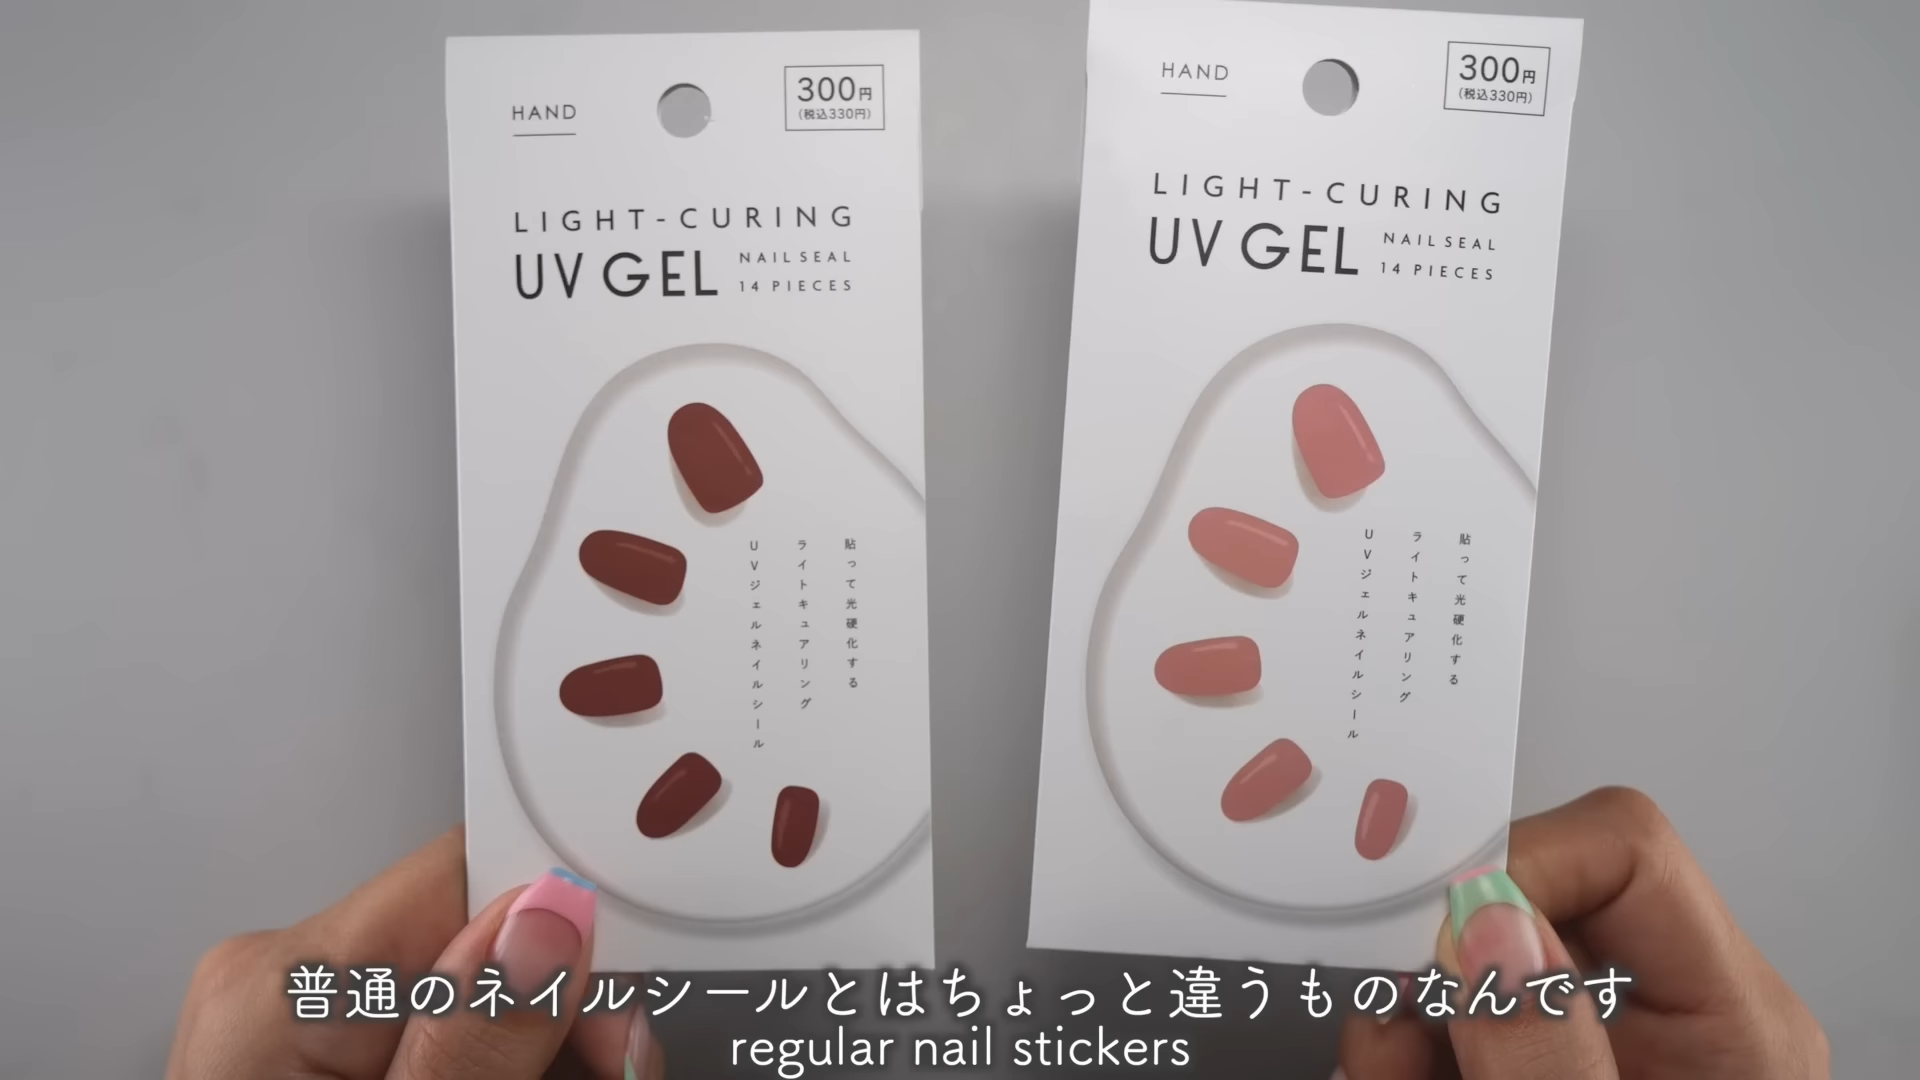 HAND
300円
(税込330円)
LIGHT-CURING
UV GEL
NAIL SEAL
14 PIECES
貼って光硬化する
ライトキュアリング
UVジェルネイルシール
HAND
300円
(税込330円)
LIGHT-CURING
UV GEL
NAIL SEAL
14 PIECES
貼って光硬化する
ライトキュアリング
UVジェルネイルシール
普通のネイルシールとはちょっと違うものなんです
regular nail stickers